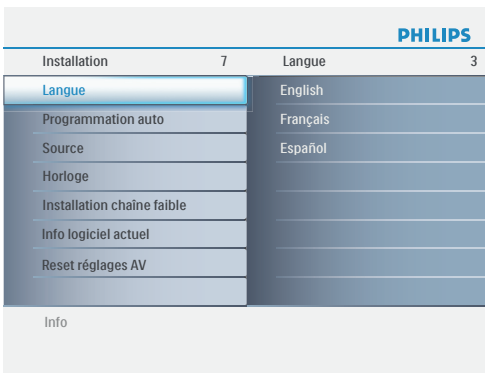 PHILIPS
Installation 7 Langue 3
Langue English
Programmation auto Français
Source Español
Horloge
Installation chaîne faible
Info logiciel actuel
Reset réglages AV
Info